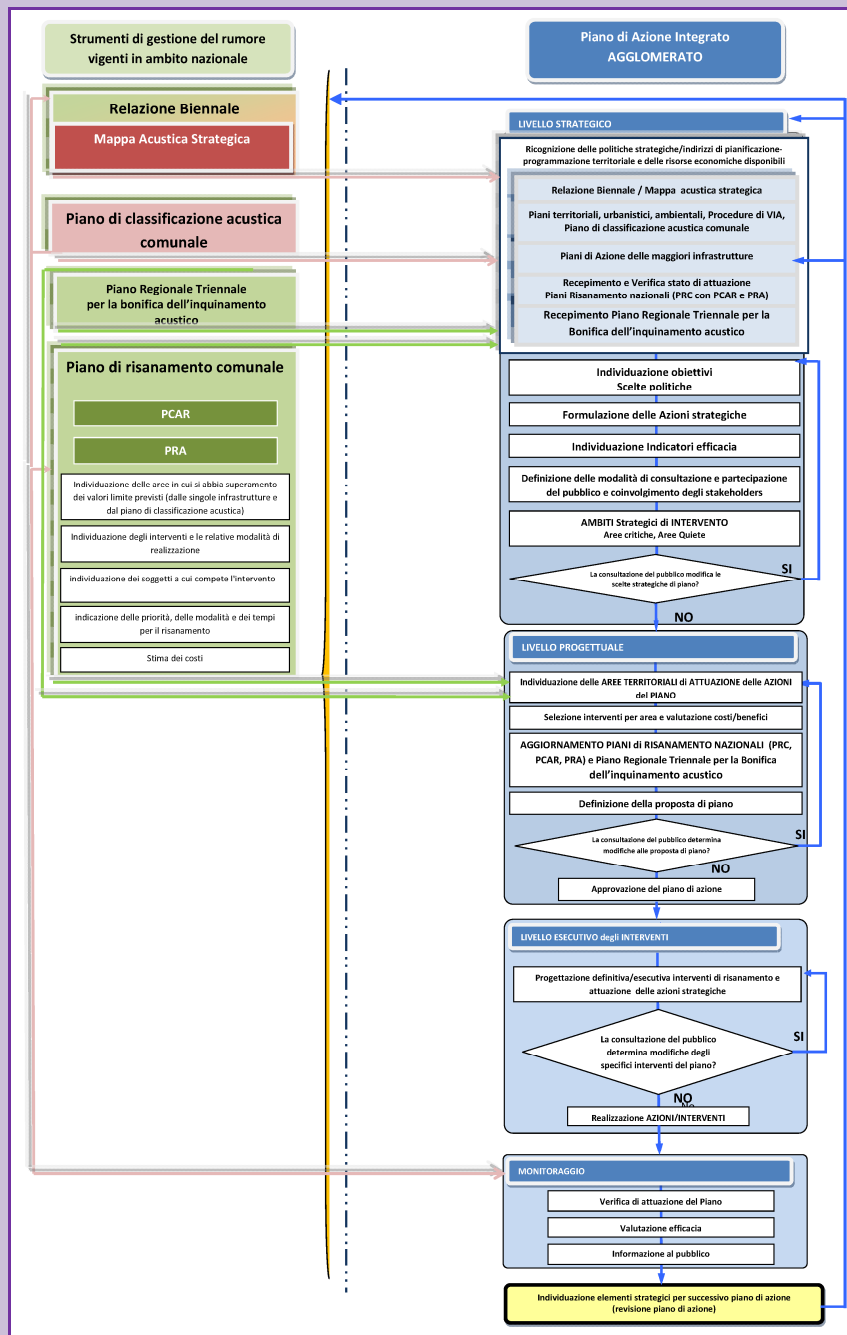 Strumenti di gestione del rumore
vigenti in ambito nazionale
Relazione Biennale
Mappa Acustica Strategica
Piano di classificazione acustica
comunale
Piano Regionale Triennale
per la bonifica dell'inquinamento
acustico
Piano di risanamento comunale
PCAR
PRA
Individuazione delle aree in cui si abbia superamento
dei valori limite previsti (dalle singole infrastrutture e
dal piano di classificazione acustica)
Individuazione degli interventi e le relative modalità di
realizzazione
individuazione dei soggetti a cui compete l'intervento
indicazione delle priorità, delle modalità e dei tempi
per il risanamento
Stima dei costi
Piano di Azione Integrato
AGGLOMERATO
LIVELLO STRATEGICO
Ricognizione delle politiche strategiche/indirizzi di pianificazione-
programmazione territoriale e delle risorse economiche disponibili
Relazione Biennale / Mappa acustica strategica
Piani territoriali, urbanistici, ambientali, Procedure di VIA,
Piano di classificazione acustica comunale
Piani di Azione delle maggiori infrastrutture
Recepimento e Verifica stato di attuazione
Piani Risanamento nazionali (PRC con PCAR e PRA)
Recepimento Piano Regionale Triennale per la
Bonifica dell'inquinamento acustico
Individuazione obiettivi
Scelte politiche
Formulazione delle Azioni strategiche
Individuazione Indicatori efficacia
Definizione delle modalità di consultazione e partecipazione
del pubblico e coinvolgimento degli stakeholders
AMBITI Strategici di INTERVENTO
Aree critiche, Aree Quiete
La consultazione del pubblico modifica le
scelte strategiche di piano?
SI
NO
LIVELLO PROGETTUALE
Individuazione delle AREE TERRITORIALI di ATTUAZIONE delle AZIONI
del PIANO
Selezione interventi per area e valutazione costi/benefici
AGGIORNAMENTO PIANI di RISANAMENTO NAZIONALI (PRC,
PCAR, PRA) e Piano Regionale Triennale per la Bonifica
dell'inquinamento acustico
Definizione della proposta di piano
La consultazione del pubblico determina
modifiche alle proposta di piano?
SI
NO
Approvazione del piano di azione
LIVELLO ESECUTIVO degli INTERVENTI
Progettazione definitiva/esecutiva interventi di risanamento e
attuazione delle azioni strategiche
La consultazione del pubblico
determina modifiche degli
specifici interventi del piano?
SI
NO
No
Realizzazione AZIONI/INTERVENTI
MONITORAGGIO
Verifica di attuazione del Piano
Valutazione efficacia
Informazione al pubblico
Individuazione elementi strategici per successivo piano di azione
(revisione piano di azione)